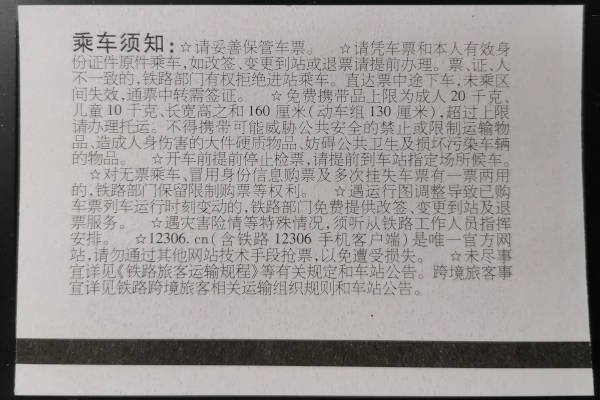 乘车须知:☆请妥善保管车票。 ☆请凭车票和本人有效身
份证件原件乘车,如改签、变更到站或退票请提前办理。票、证、人
不一致的,铁路部门有权拒绝进站乘车。直达票中途下车,未乘区
间失效,通票中转需签证。 ☆免费携带品上限为成人 20 千克、
儿童 10 千克、长宽高之和 160 厘米(动车组 130 厘米),超过上限
请办理托运。不得携带可能威胁公共安全的禁止或限制运输物
品、造成人身伤害的大件硬质物品、妨碍公共卫生及损坏污染车辆
的物品。 ☆开车前提前停止检票,请提前到车站指定场所候车。
☆对无票乘车、冒用身份信息购票及多次挂失车票有一票两用
的,铁路部门保留限制购票等权利。 ☆遇运行图调整导致已购
车票列车运行时刻变动的,铁路部门免费提供改签、变更到站及退
票服务。 ☆遇灾害险情等特殊情况,须听从铁路工作人员指挥
安排。 ☆12306.cn(含铁路 12306 手机客户端)是唯一官方网
站,请勿通过其他网站技术手段抢票,以免遭受损失。 ☆未尽事
宜详见《铁路旅客运输规程》等有关规定和车站公告。跨境旅客事
宜详见铁路跨境旅客相关运输组织规则和车站公告。